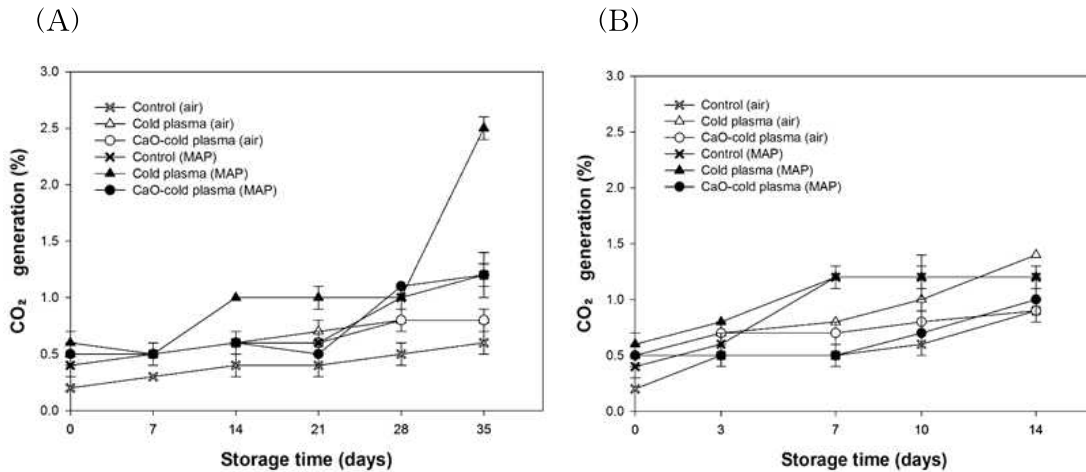 (A)
3.0
2.5
2.0
1.5
1.0
0.5
0.0
CO₂ generation (%)
Control (air)
Cold plasma (air)
CaO-cold plasma (air)
Control (MAP)
Cold plasma (MAP)
CaO-cold plasma (MAP)
0 7 14 21 28 35
Storage time (days)
(B)
3.0
2.5
2.0
1.5
1.0
0.5
0.0
CO₂ generation (%)
Control (air)
Cold plasma (air)
CaO-cold plasma (air)
Control (MAP)
Cold plasma (MAP)
CaO-cold plasma (MAP)
0 3 7 10 14
Storage time (days)